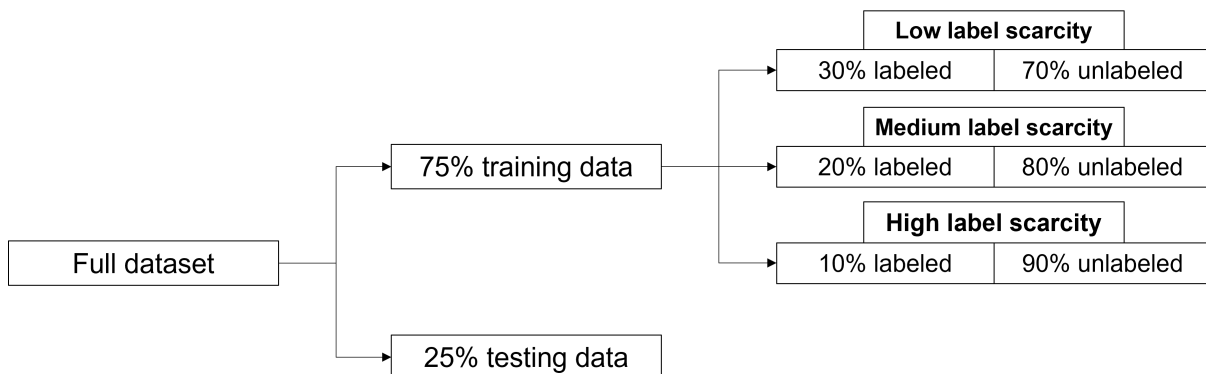 Low label scarcity
30% labeled 70% unlabeled
Medium label scarcity
75% training data 20% labeled 80% unlabeled
High label scarcity
Full dataset 10% labeled 90% unlabeled
25% testing data